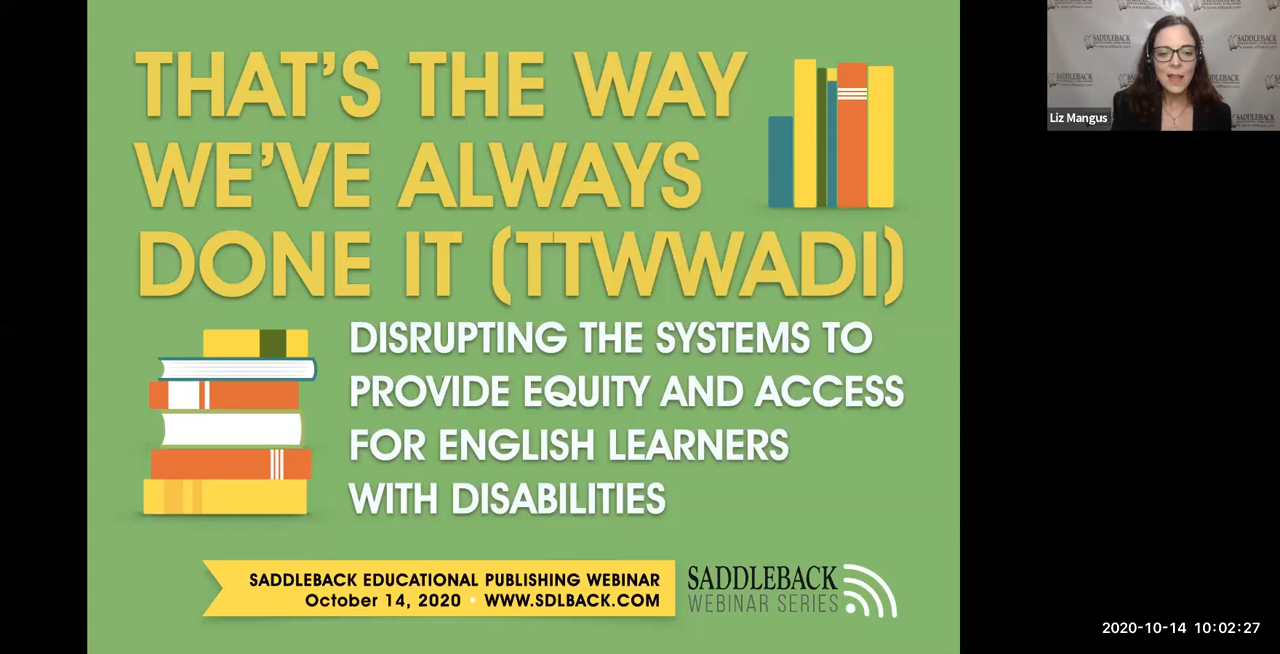 THAT'S THE WAY
WE'VE ALWAYS
DONE IT (TTWWADI)
DISRUPTING THE SYSTEMS TO
PROVIDE EQUITY AND ACCESS
FOR ENGLISH LEARNERS
WITH DISABILITIES
SADDLEBACK EDUCATIONAL PUBLISHING WEBINAR
October 14, 2020 • WWW.SDLBACK.COM
SADDLEBACK
WEBINAR SERIES
Liz Mangus
2020-10-14 10:02:27